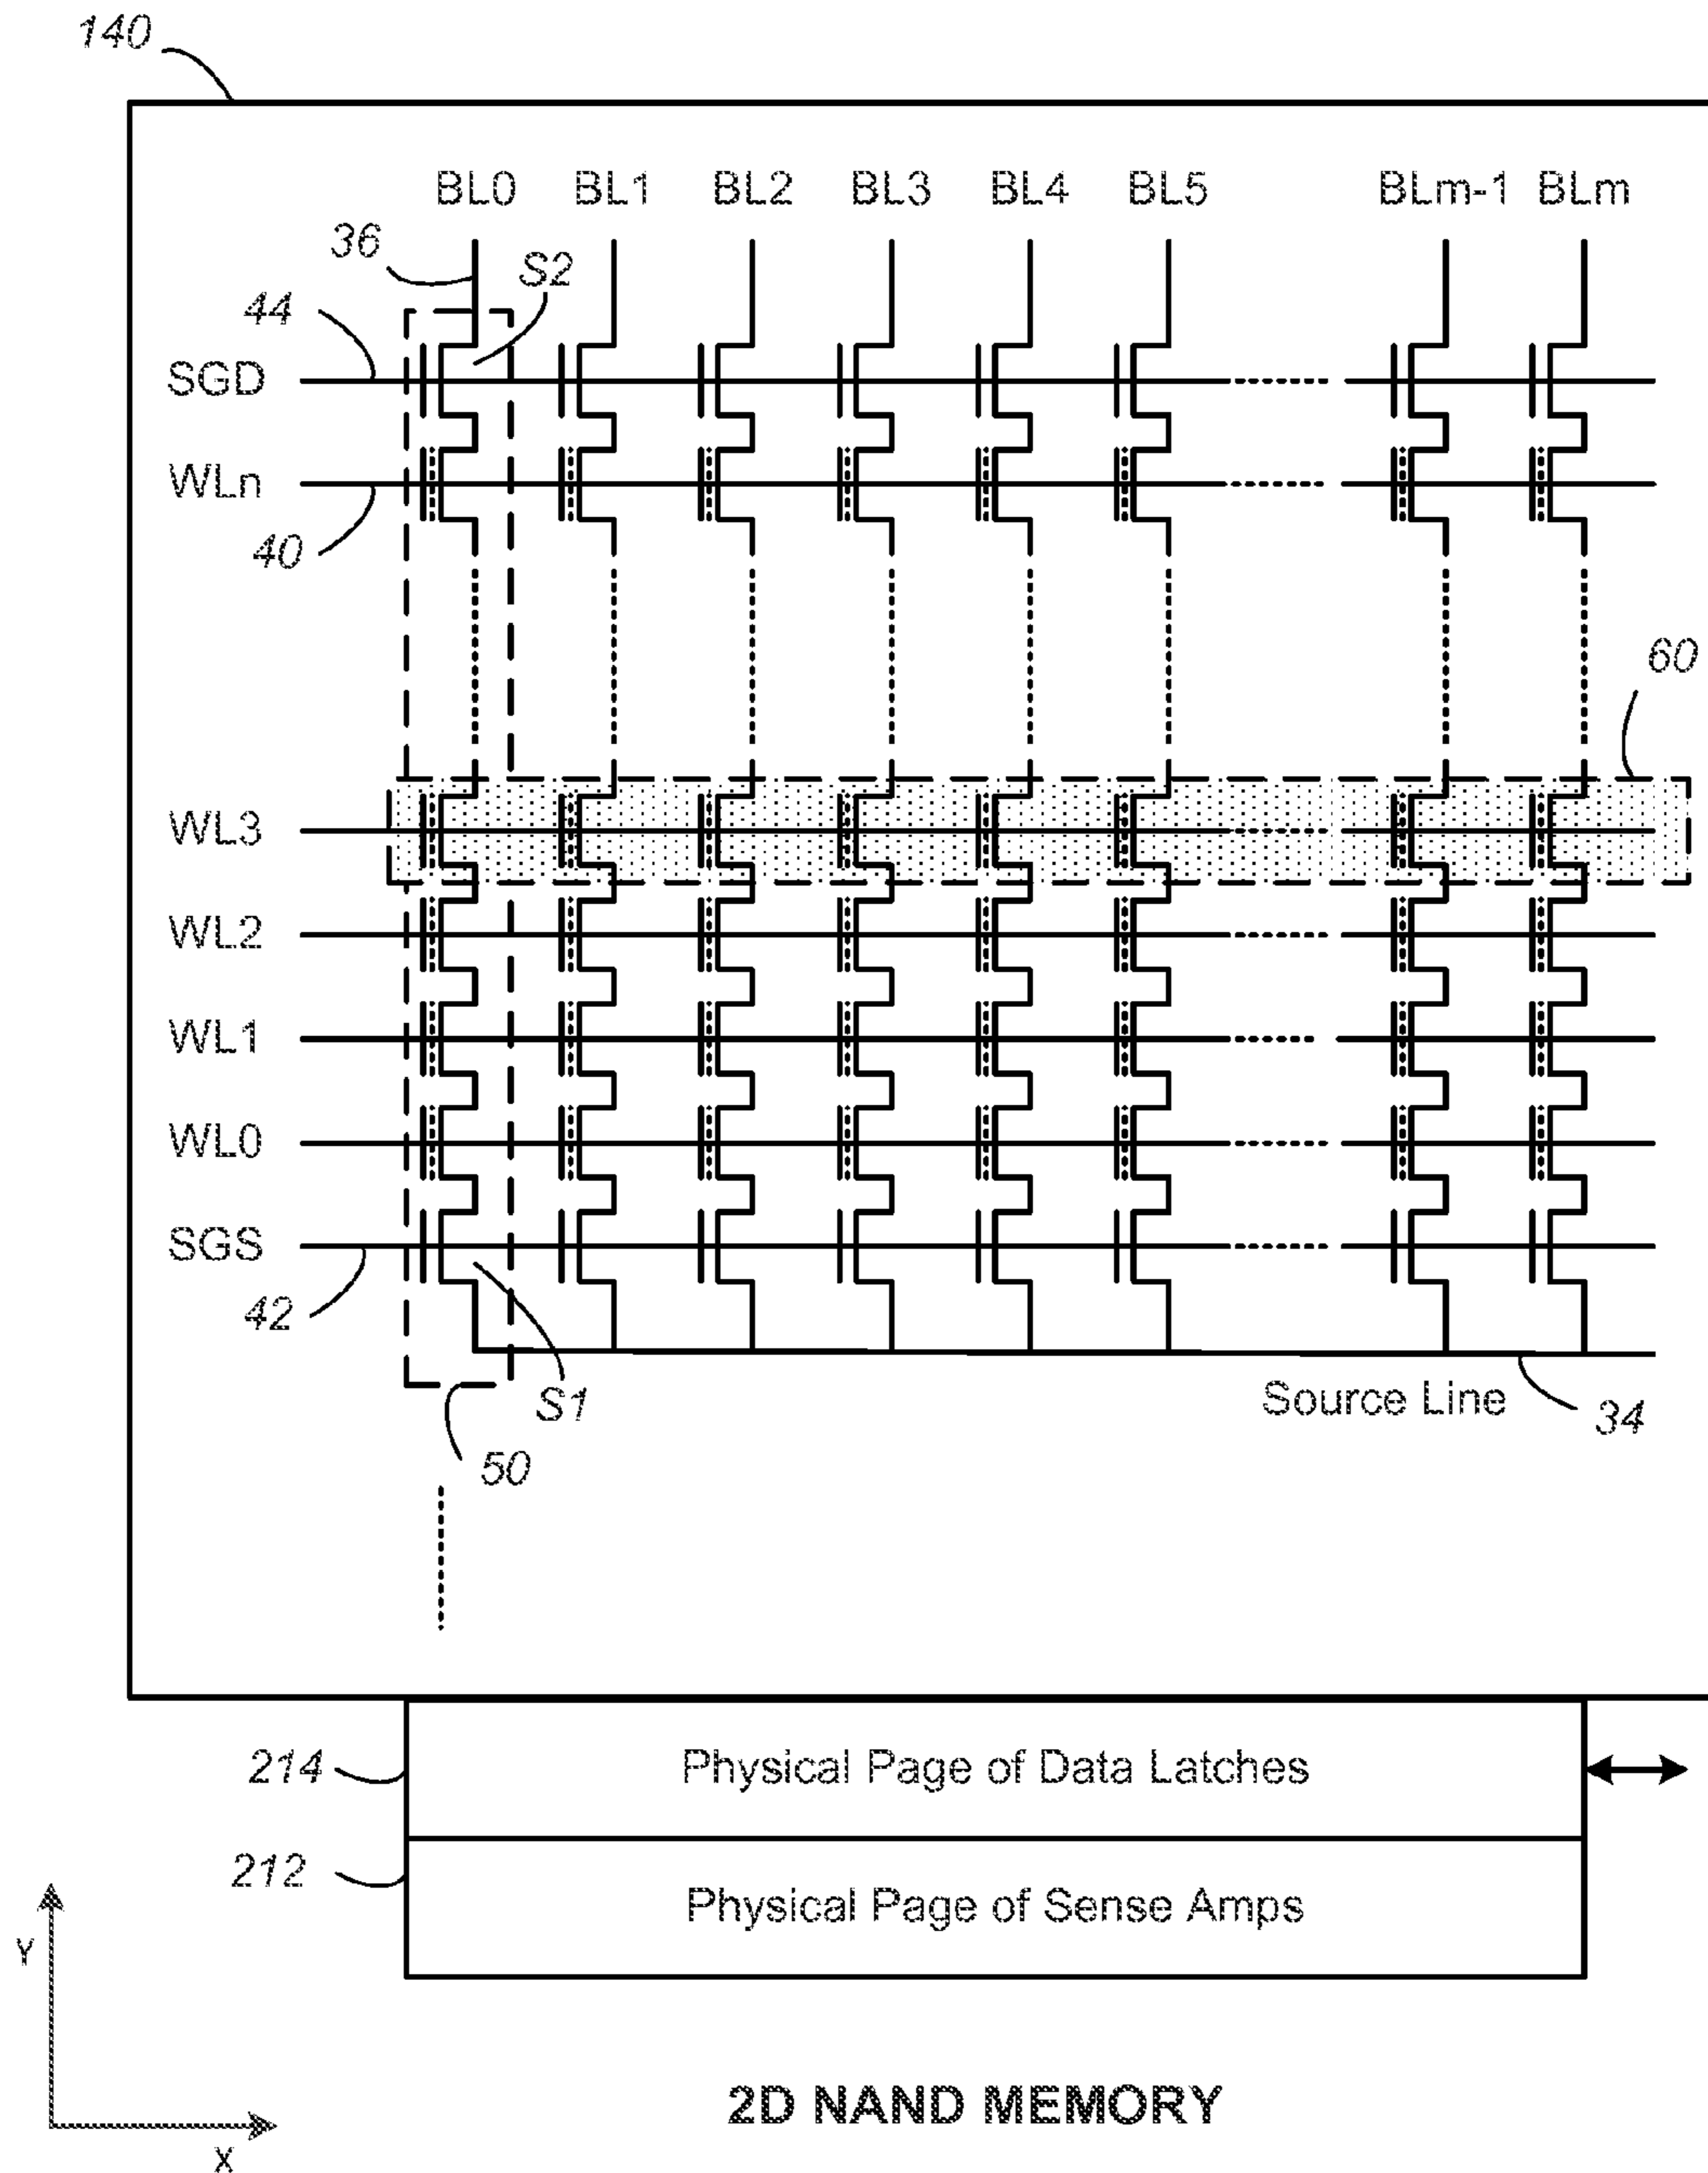 140
BL0 BL1 BL2 BL3 BL4 BL5 BLm-1 BLm
36
S2
44
SGD
WLn
40
60
WL3
WL2
WL1
WL0
SGS
42
S1
Source Line
34
50
214
Physical Page of Data Latches
212
Physical Page of Sense Amps
Y
X
2D NAND MEMORY